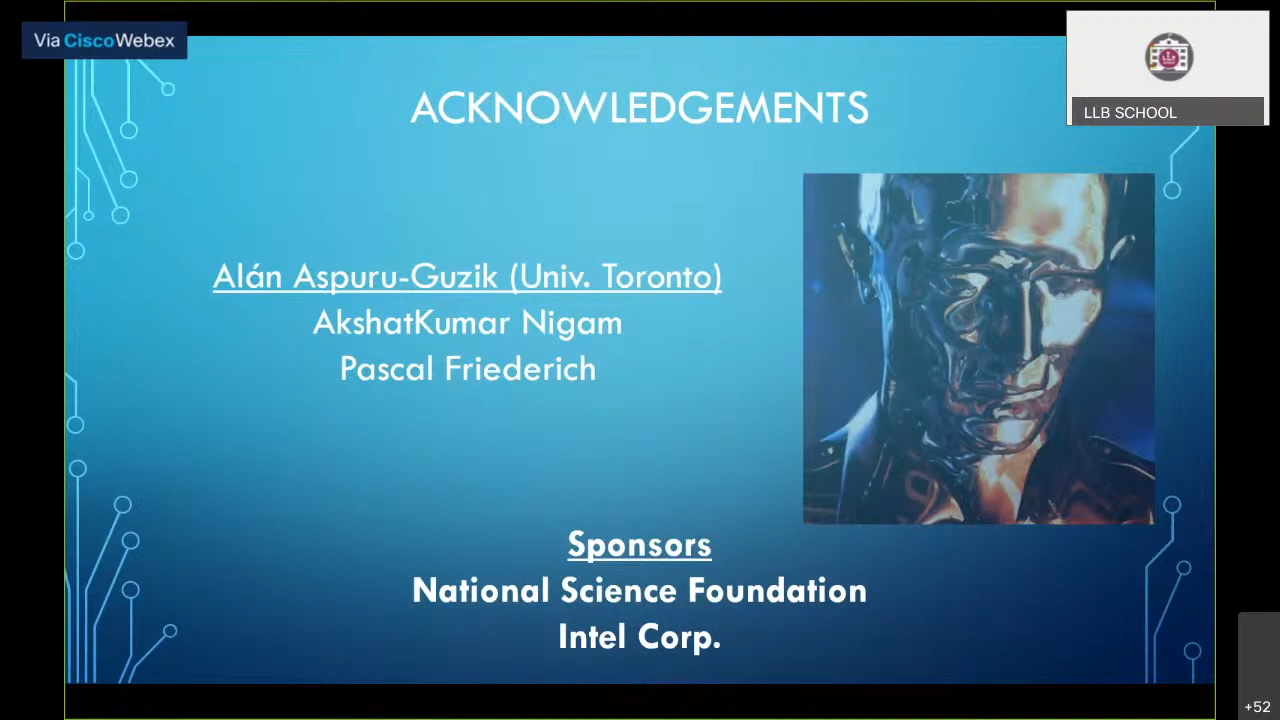 Via CiscoWebex
LLB SCHOOL
ACKNOWLEDGEMENTS
Alán Aspuru-Guzik (Univ. Toronto)
AkshatKumar Nigam
Pascal Friederich
Sponsors
National Science Foundation
Intel Corp.
+52